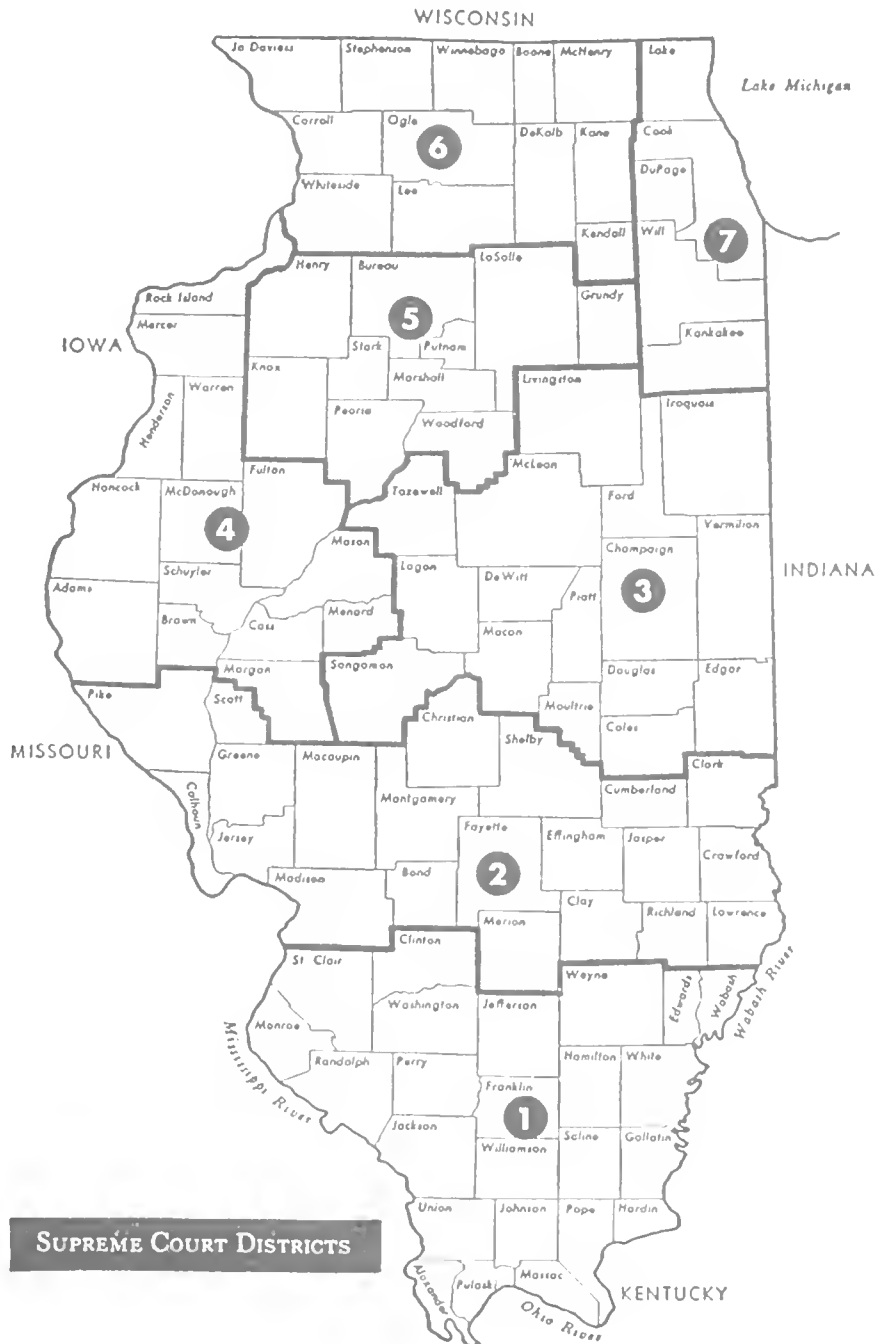 WISCONSIN
Jo Daviess
Stephenson
Winnebago
Boone
McHenry
Lake
Lake Michigan
Carroll
Ogle
DeKalb
Kane
Cook
6
DuPage
Whiteside
Lee
Kendall
Will
7
Henry
Bureau
LaSalle
Rock Island
Grundy
Mercer
5
IOWA
Stark
Putnam
Kankakee
Knox
Marshall
Livingston
Warren
Henderson
Peoria
Woodford
Iroquois
Hancock
McDonough
Fulton
Tazewell
McLean
Ford
4
Mason
Vermilion
Champaign
Schuyler
Logan
DeWitt
Piatt
3
INDIANA
Adams
Brown
Cass
Menard
Macon
Morgan
Sangamon
Douglas
Edgar
Pike
Scott
Christian
Moultrie
Coles
MISSOURI
Greene
Macoupin
Shelby
Clark
Calhoun
Montgomery
Cumberland
Jersey
Fayette
Effingham
Jasper
Crawford
Madison
Bond
2
Clay
Richland
Lawrence
Marion
St. Clair
Clinton
Wayne
Edwards
Wabash
Wabash River
Washington
Jefferson
Monroe
Mississippi River
Randolph
Perry
Hamilton
White
Franklin
1
Jackson
Williamson
Saline
Gallatin
Union
Johnson
Pope
Hardin
SUPREME COURT DISTRICTS
Alexander
Pulaski
Massac
KENTUCKY
Ohio River